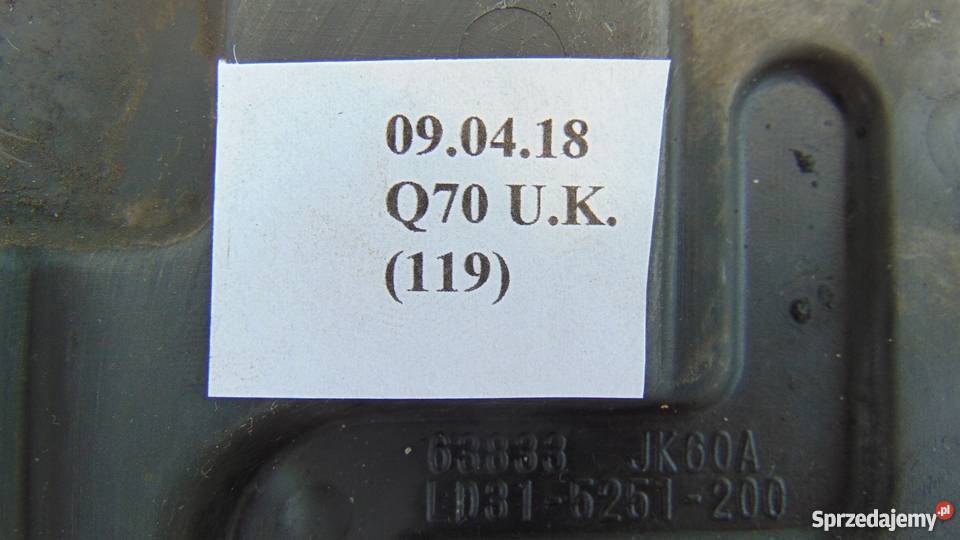 09.04.18
Q70 U.K.
(119)
63833 JK60A
LD31-5251-200
Sprzedajemy.pl